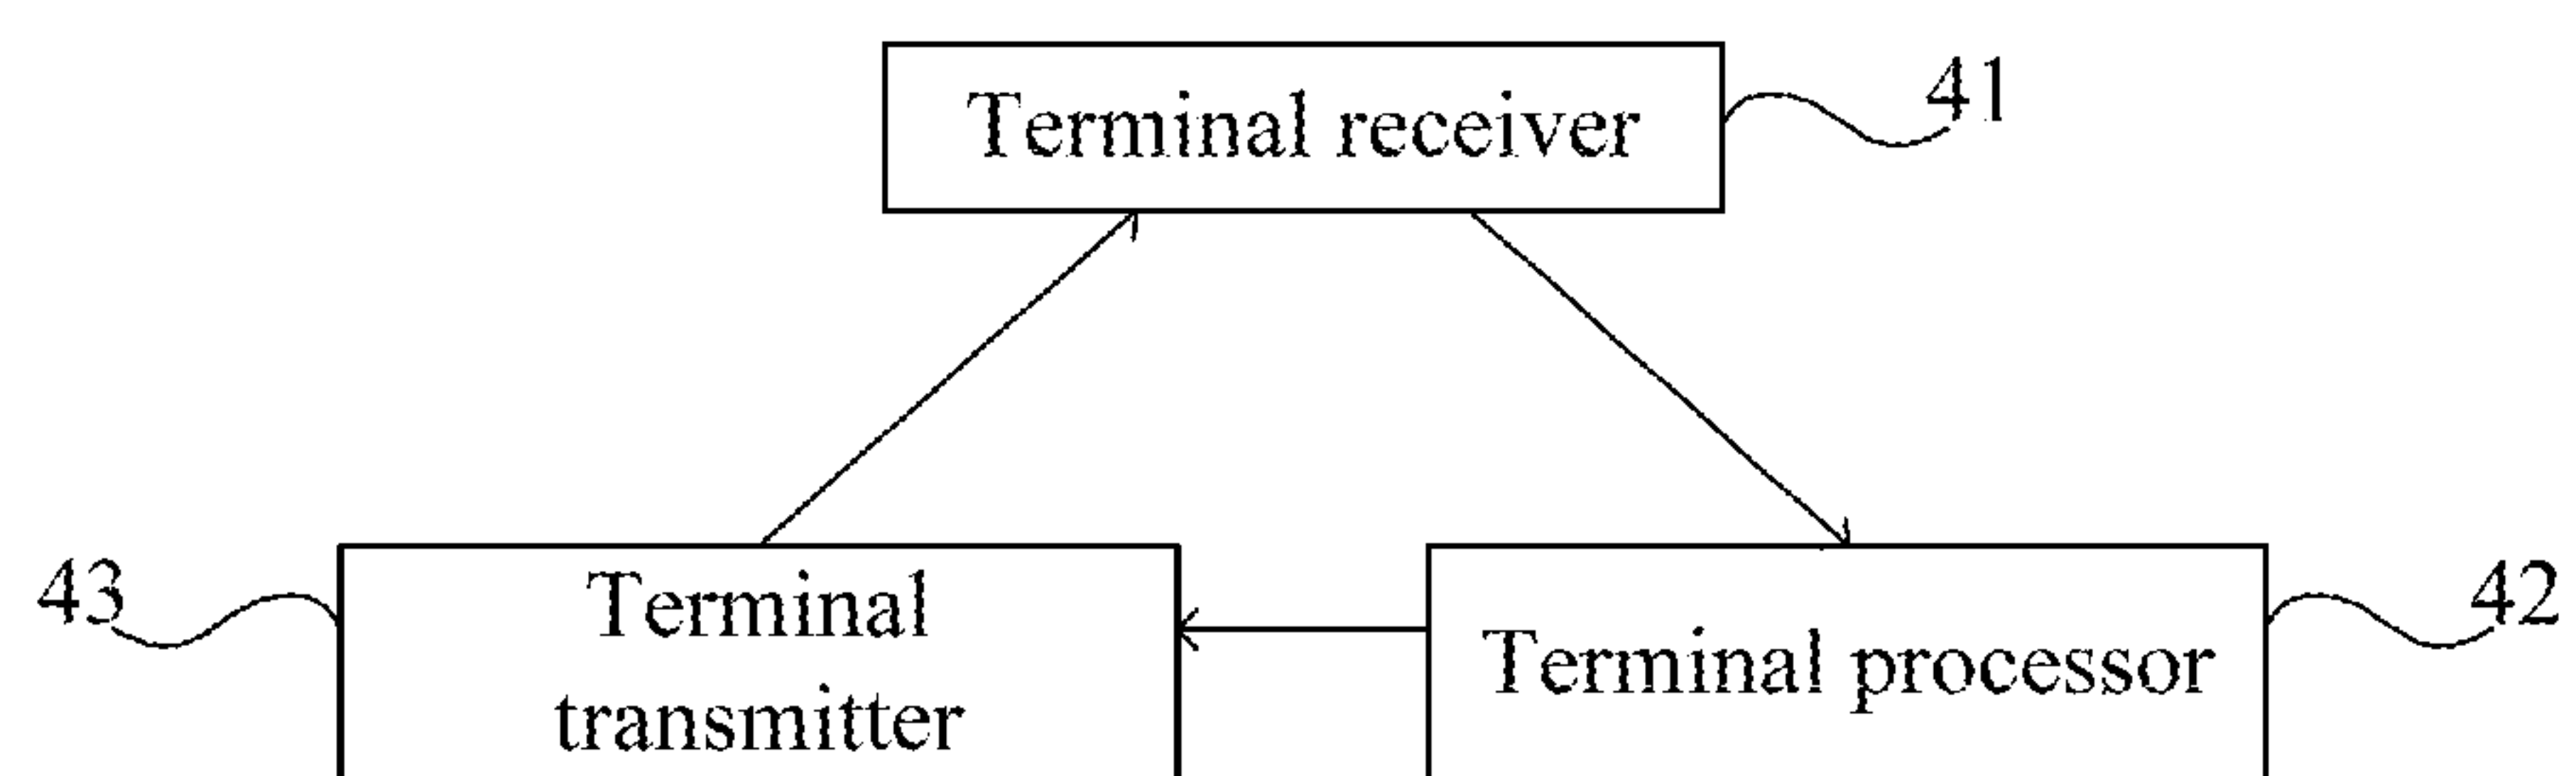 Terminal receiver
41
43
Terminal
transmitter
Terminal processor
42